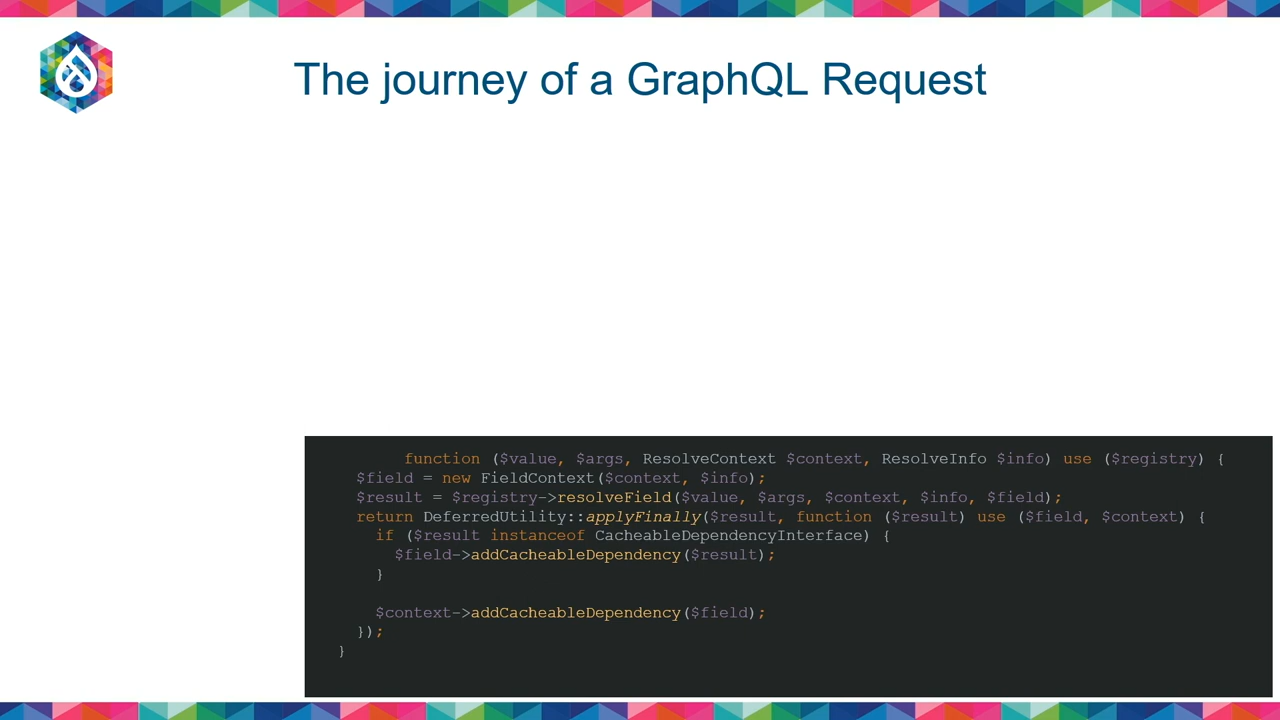 The journey of a GraphQL Request
function ($value, $args, ResolveContext $context, ResolveInfo $info) use ($registry) {
$field = new FieldContext($context, $info);
$result = $registry->resolveField($value, $args, $context, $info, $field);
return DeferredUtility::applyFinally($result, function ($result) use ($field, $context) {
if ($result instanceof CacheableDependencyInterface) {
$field->addCacheableDependency($result);
}
$context->addCacheableDependency($field);
});
}